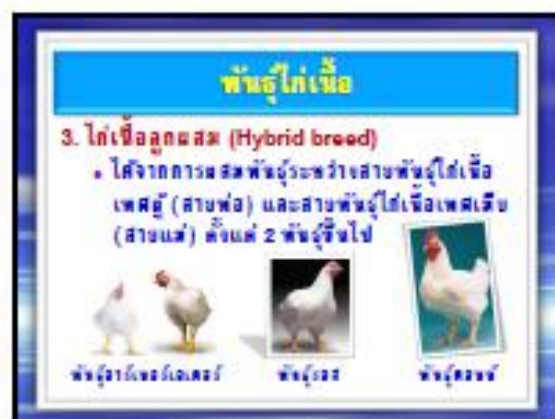 พันธุ์ไก่เนื้อ
3. ไก่เนื้อลูกผสม (Hybrid breed)
• ได้จากการผสมพันธุ์ระหว่างสายพันธุ์ไก่เนื้อ
เพศผู้ (สายพ่อ) และสายพันธุ์ไก่เนื้อเพศเมีย
(สายแม่) ตั้งแต่ 2 พันธุ์ขึ้นไป
พันธุ์อาร์เบอร์เอเคอร์ พันธุ์รอส พันธุ์คอบบ์